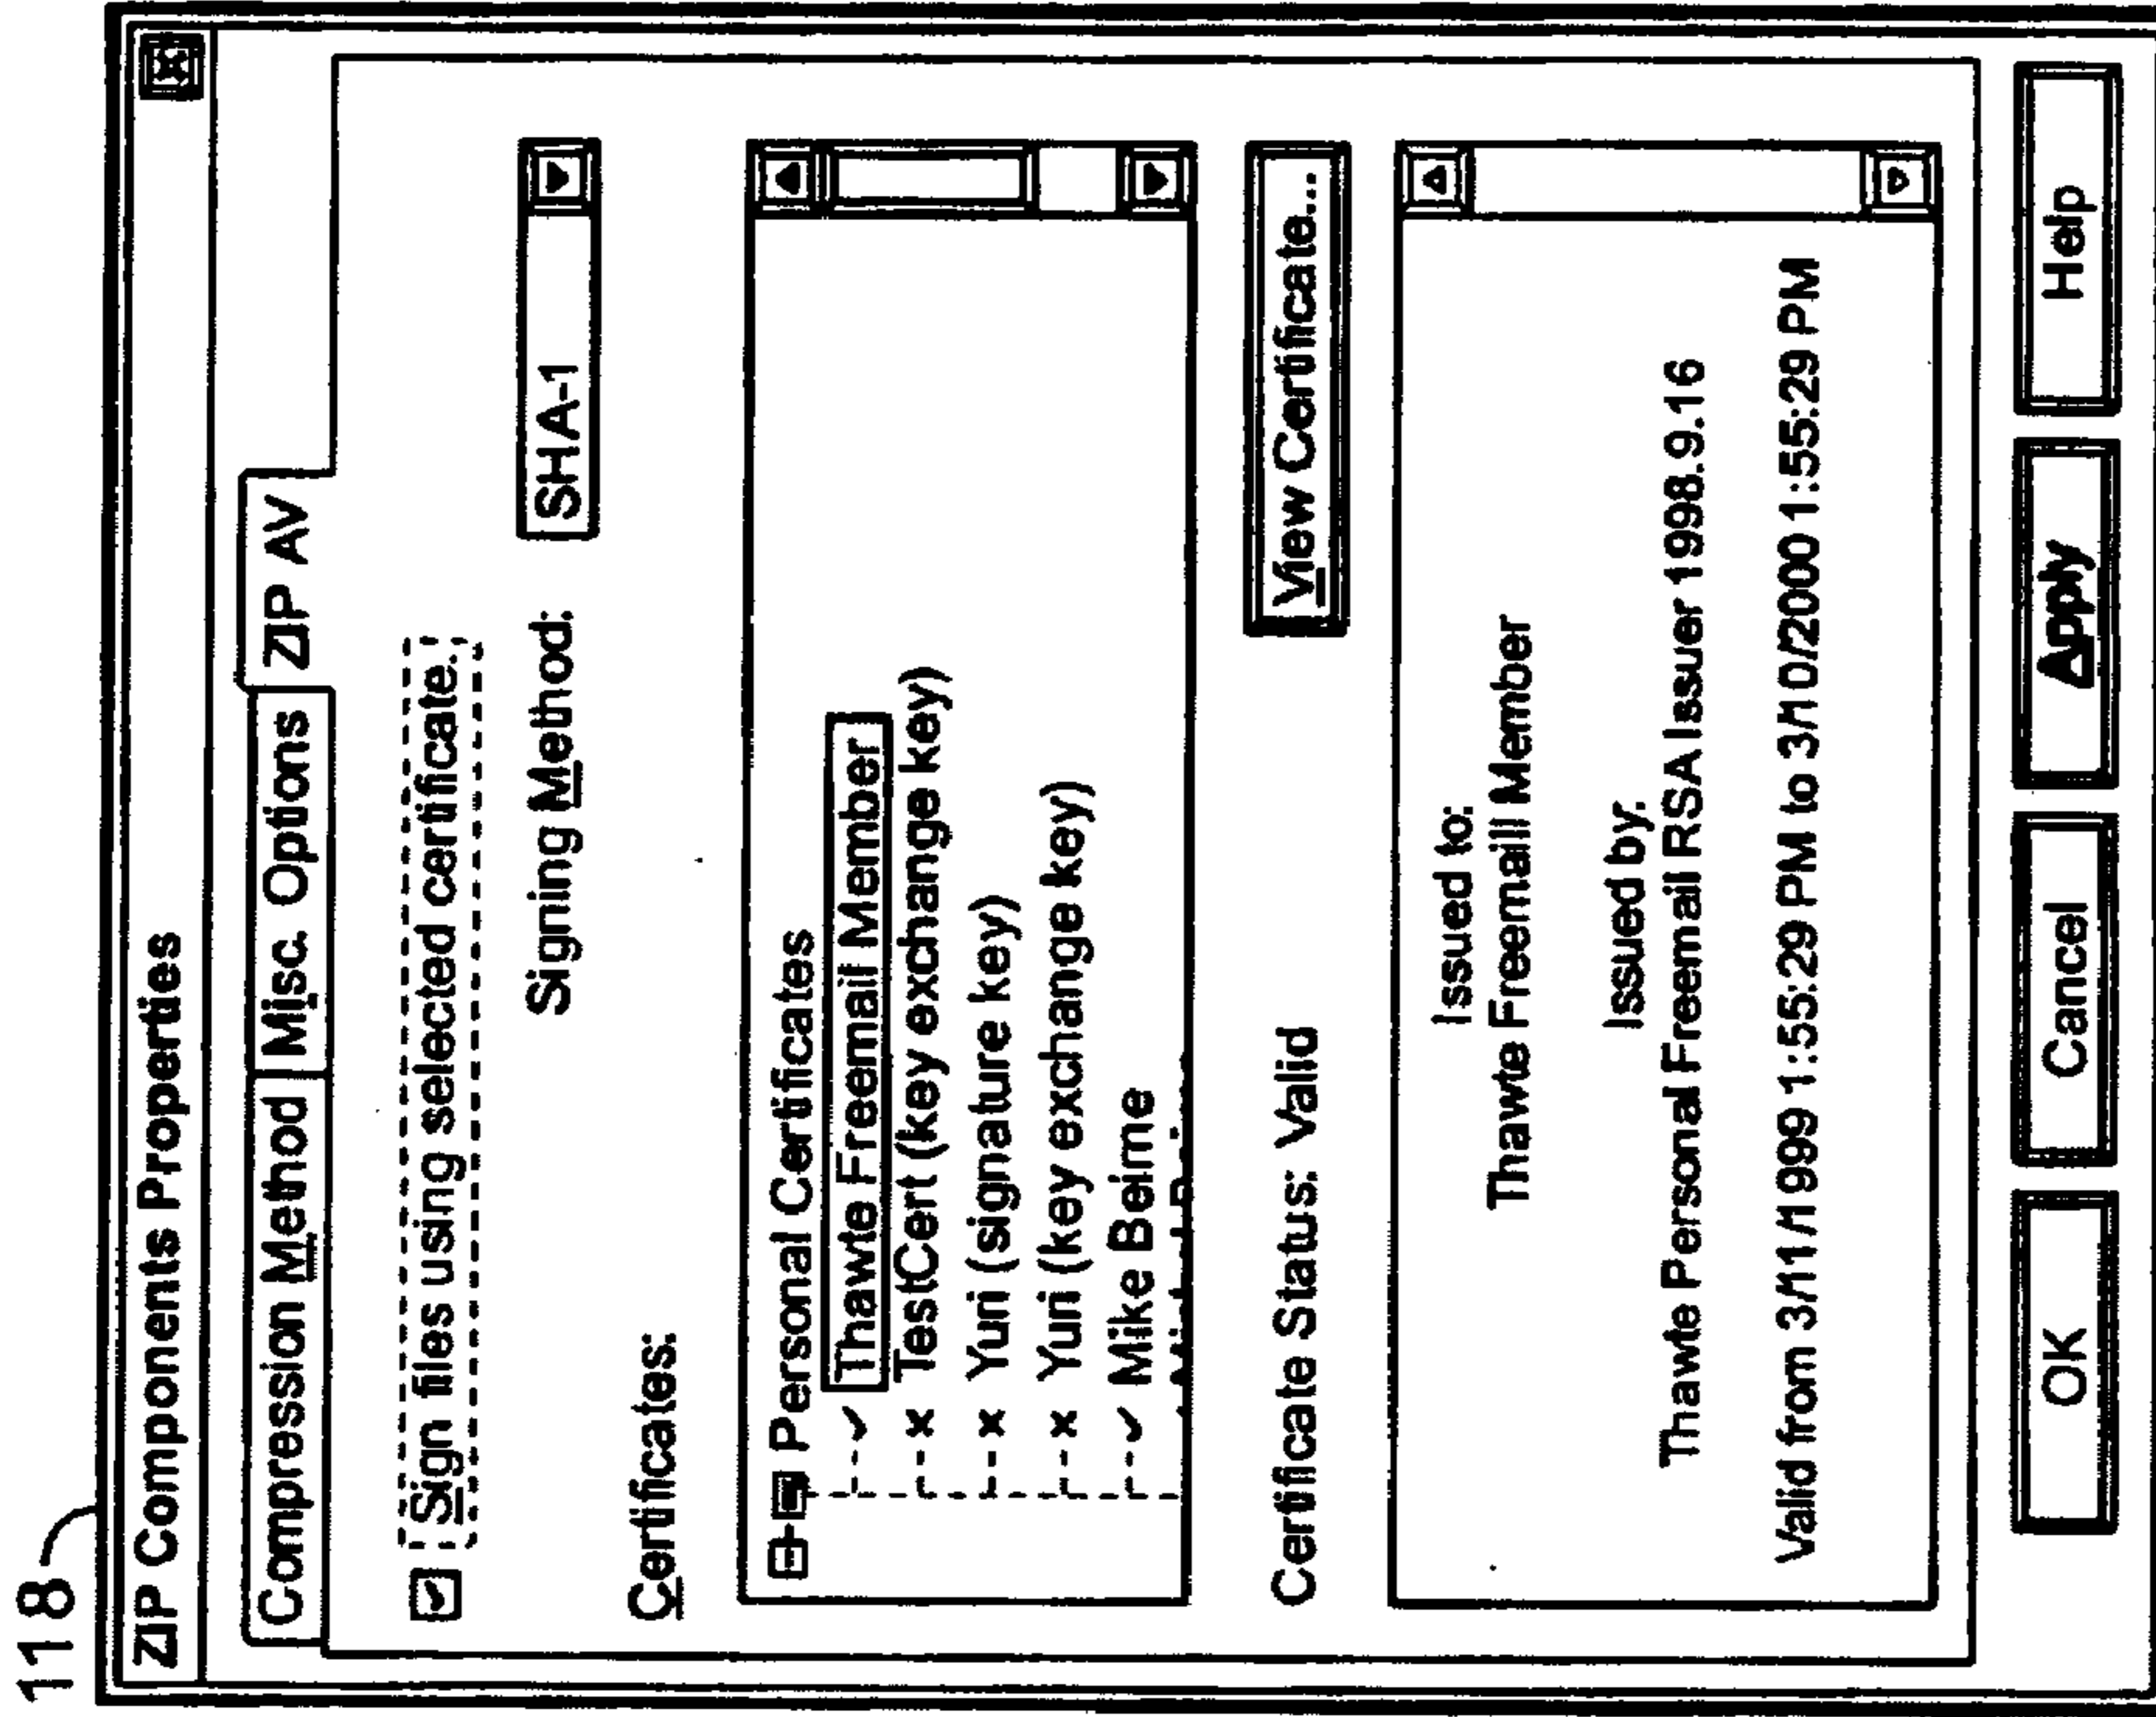 118
ZIP Components Properties
Compression Method Misc. Options ZIP AV
Sign files using selected certificate.
Signing Method: SHA-1
Certificates:
Personal Certificates
Thawte Freemail Member
TestCert (key exchange key)
Yuri (signature key)
Yuri (key exchange key)
Mike Beirne
View Certificate...
Certificate Status: Valid
Issued to:
Thawte Freemaill Member
Issued by:
Thawte Personal Freemail RSA Issuer 1998.9.16
Valid from 3/11/1999 1:55:29 PM to 3/10/2000 1:55:29 PM
OK Cancel Apply Help